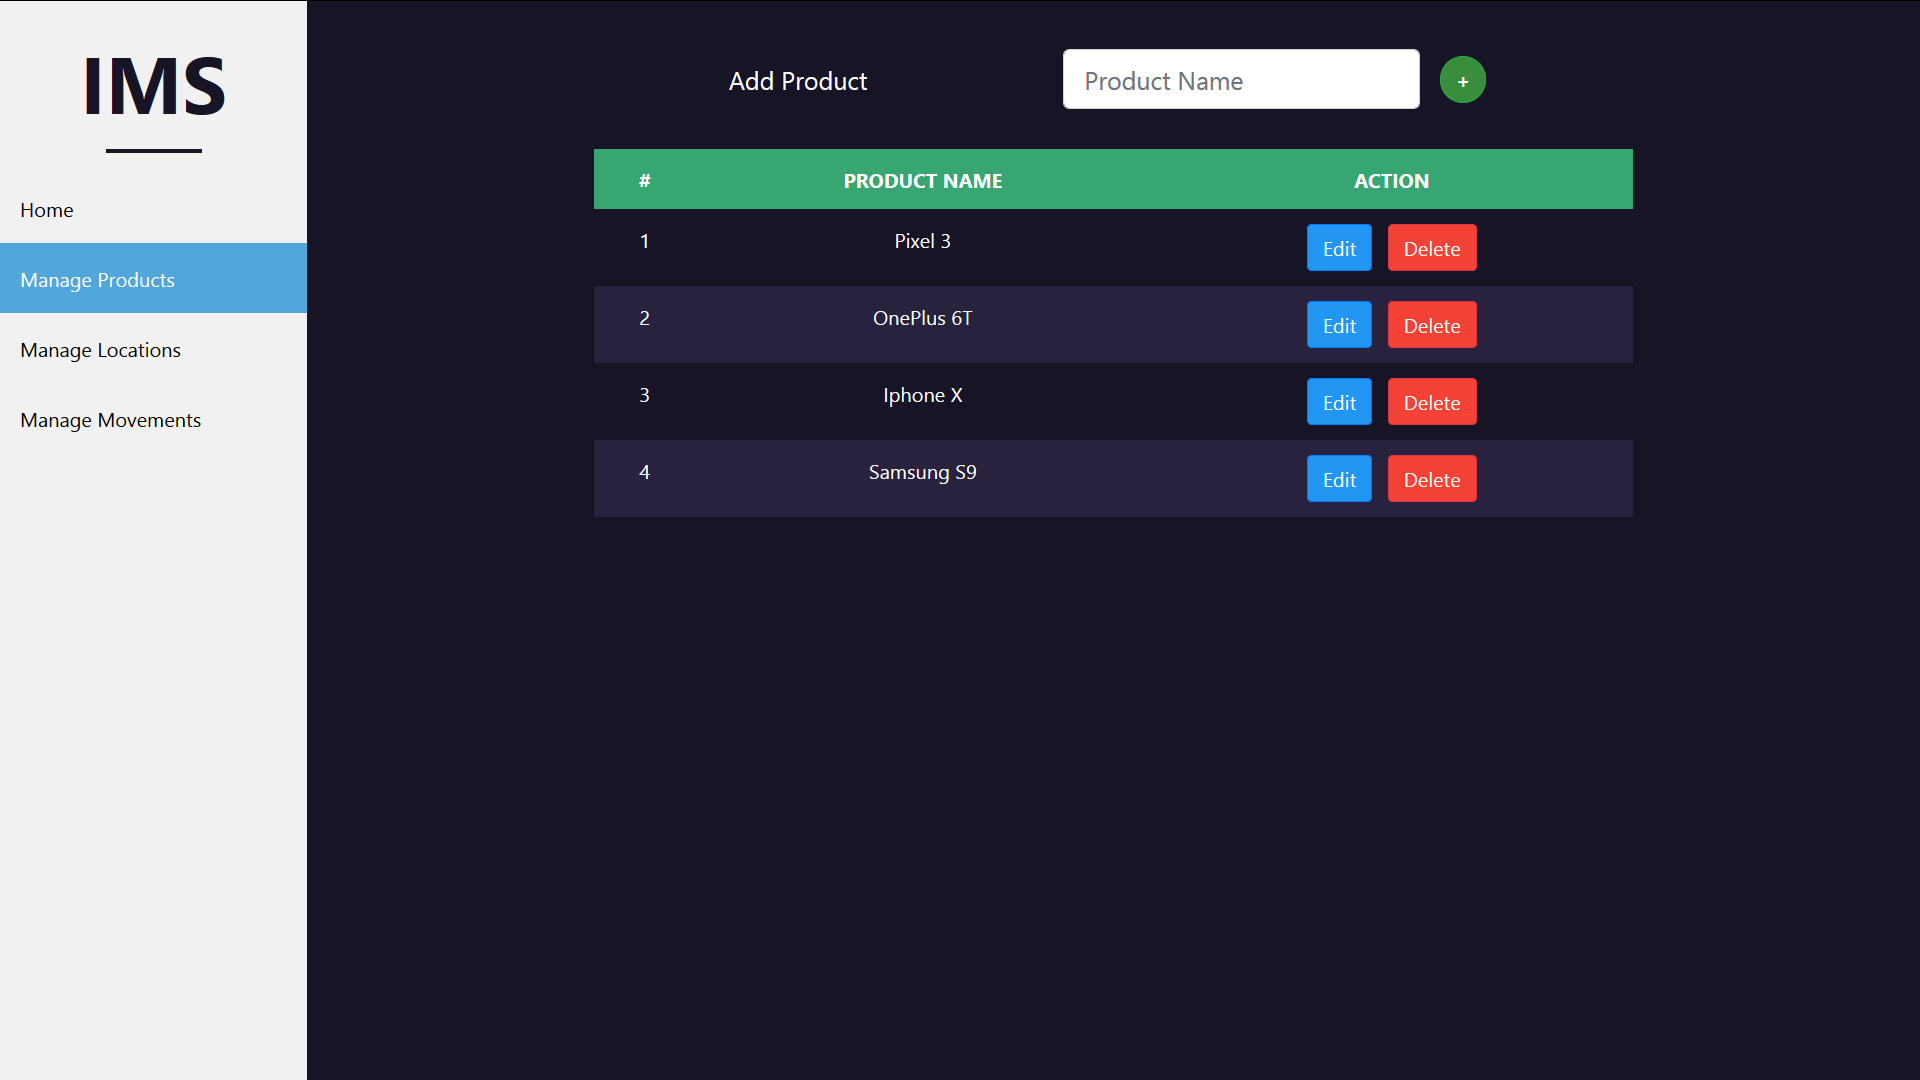 IMS
Home
Manage Products
Manage Locations
Manage Movements
Add Product
Product Name
+
# PRODUCT NAME ACTION
1 Pixel 3 Edit Delete
2 OnePlus 6T Edit Delete
3 Iphone X Edit Delete
4 Samsung S9 Edit Delete